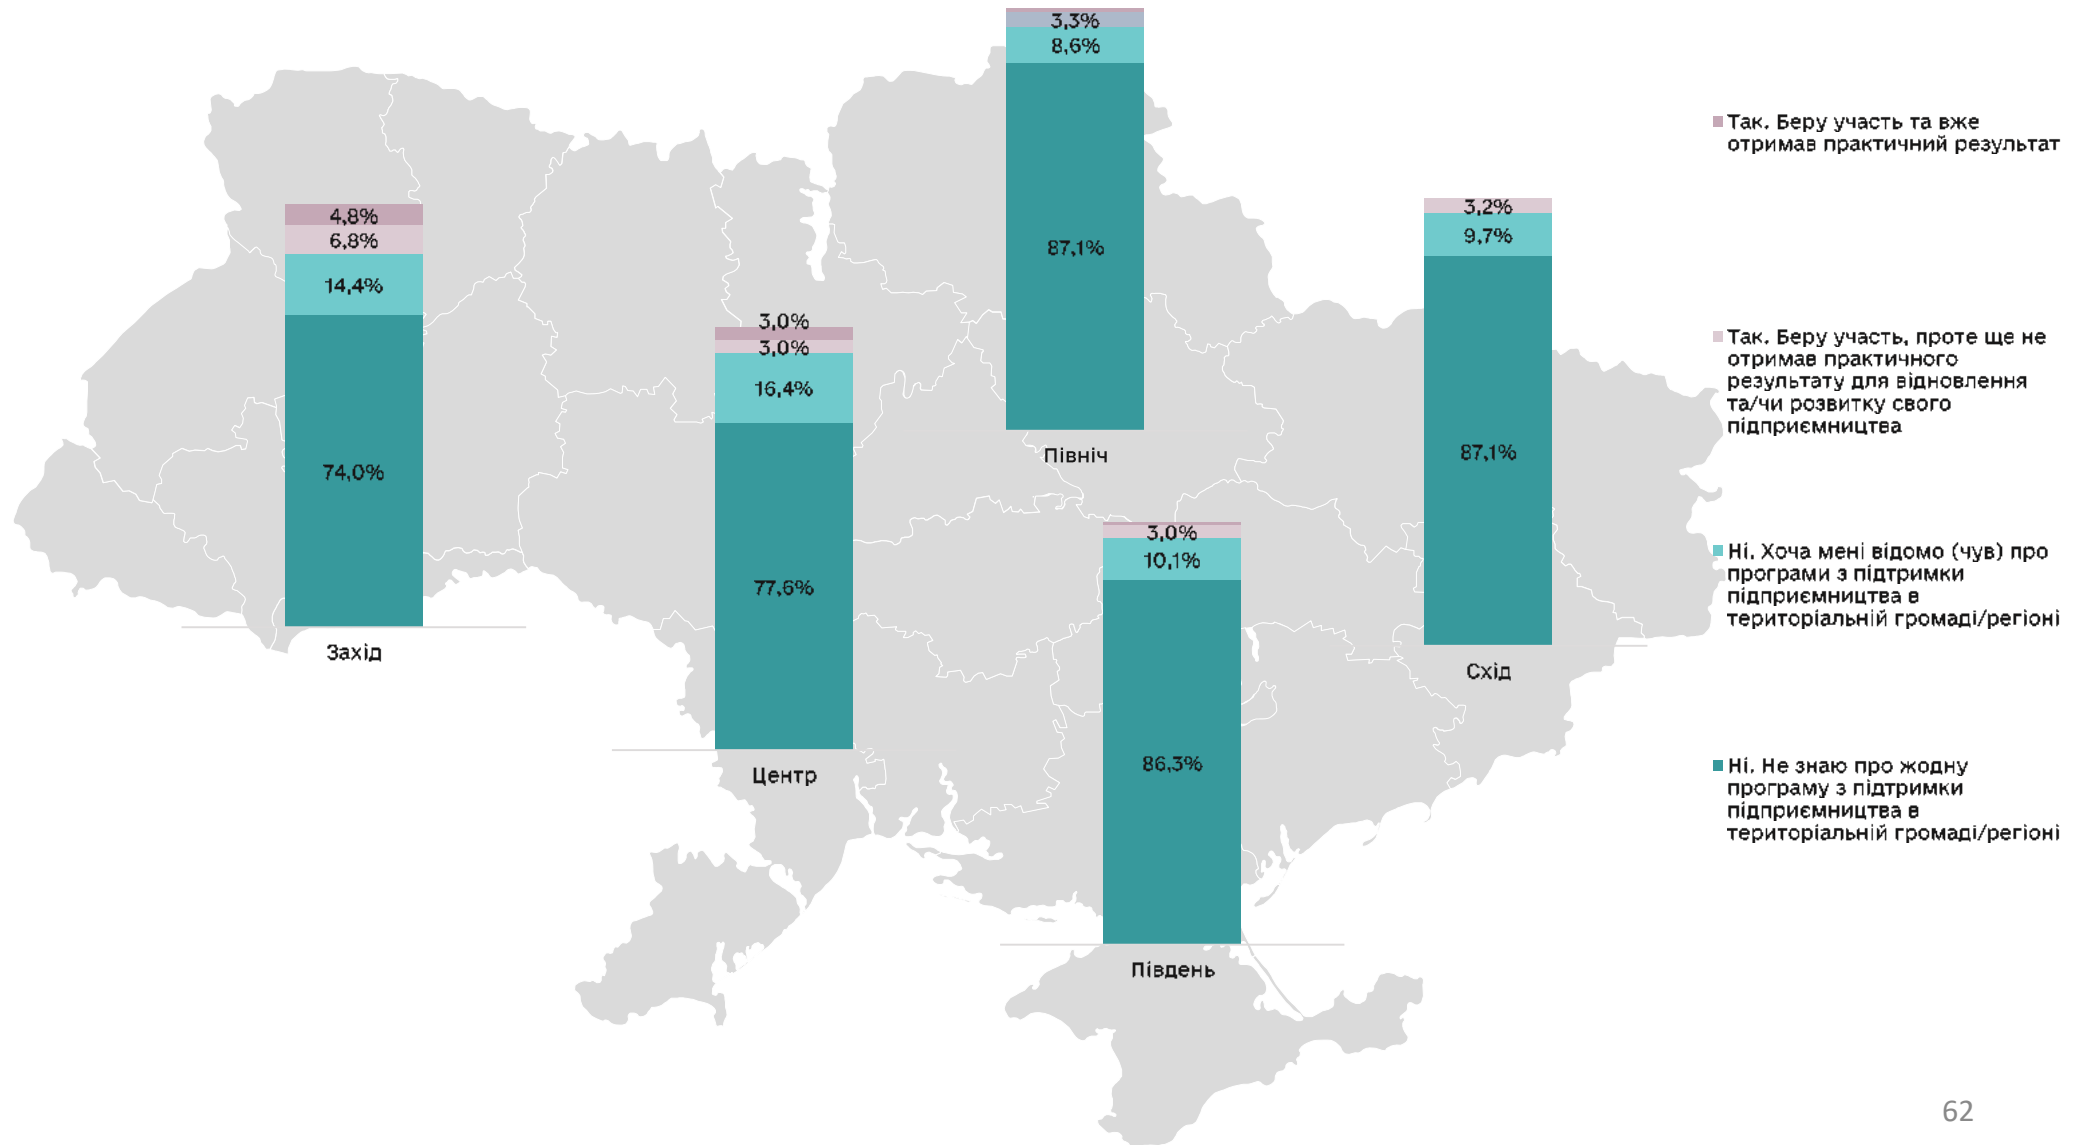 3,3%
8,6%
87,1%
Північ
4,8%
6,8%
14,4%
74,0%
Захід
3,0%
3,0%
16,4%
77,6%
Центр
3,0%
10,1%
86,3%
Південь
3,2%
9,7%
87,1%
Схід
Так. Беру участь та вже
отримав практичний результат
Так. Беру участь, проте ще не
отримав практичного
результату для відновлення
та/чи розвитку свого
підприємництва
Ні. Хоча мені відомо (чув) про
програми з підтримки
підприємництва в
територіальній громаді/регіоні
Ні. Не знаю про жодну
програму з підтримки
підприємництва в
територіальній громаді/регіоні
62